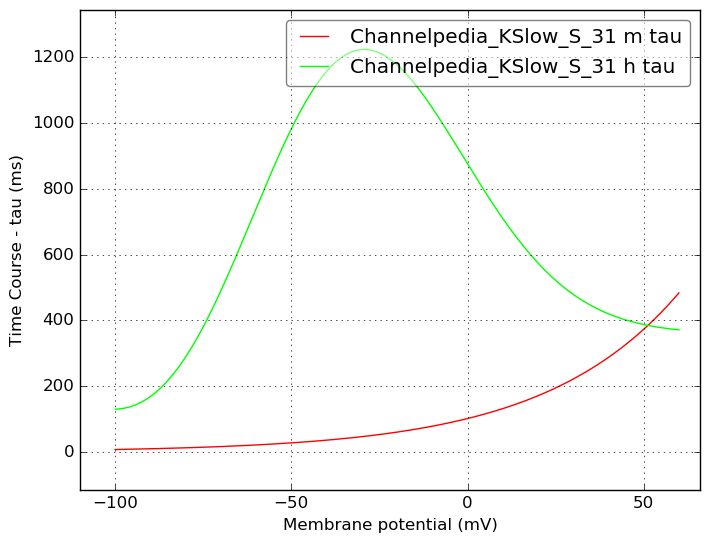 Channelpedia_KSlow_S_31 m tau
Channelpedia_KSlow_S_31 h tau
Time Course - tau (ms)
1200
1000
800
600
400
200
0
−100
−50
0
50
Membrane potential (mV)